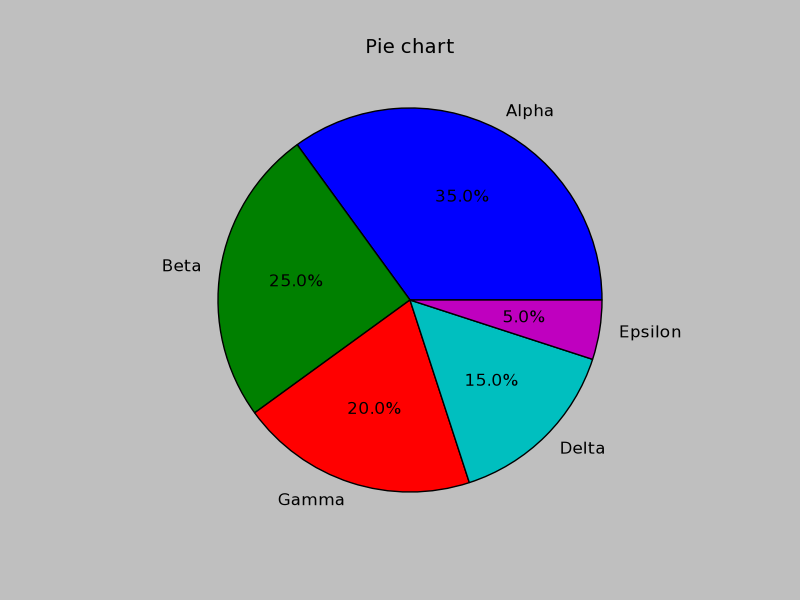 Pie chart
Alpha
35.0%
Beta
25.0%
5.0%
Epsilon
15.0%
20.0%
Delta
Gamma